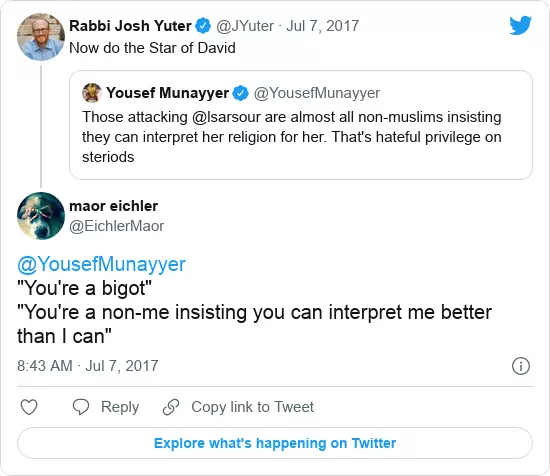 Rabbi Josh Yuter @JYuter · Jul 7, 2017
Now do the Star of David
Yousef Munayyer @YousefMunayyer
Those attacking @lsarsour are almost all non-muslims insisting
they can interpret her religion for her. That's hateful privilege on
steriods
maor eichler
@EichlerMaor
@YousefMunayyer
"You're a bigot"
"You're a non-me insisting you can interpret me better
than I can"
8:43 AM · Jul 7, 2017
Reply Copy link to Tweet
Explore what's happening on Twitter